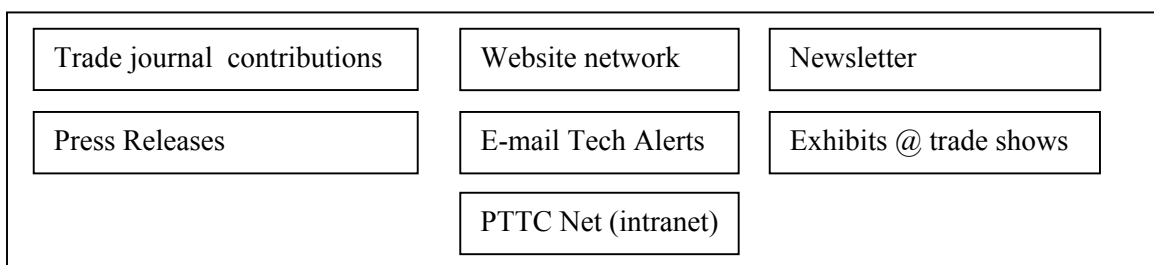 Trade journal contributions
Website network
Newsletter
Press Releases
E-mail Tech Alerts
Exhibits @ trade shows
PTTC Net (intranet)